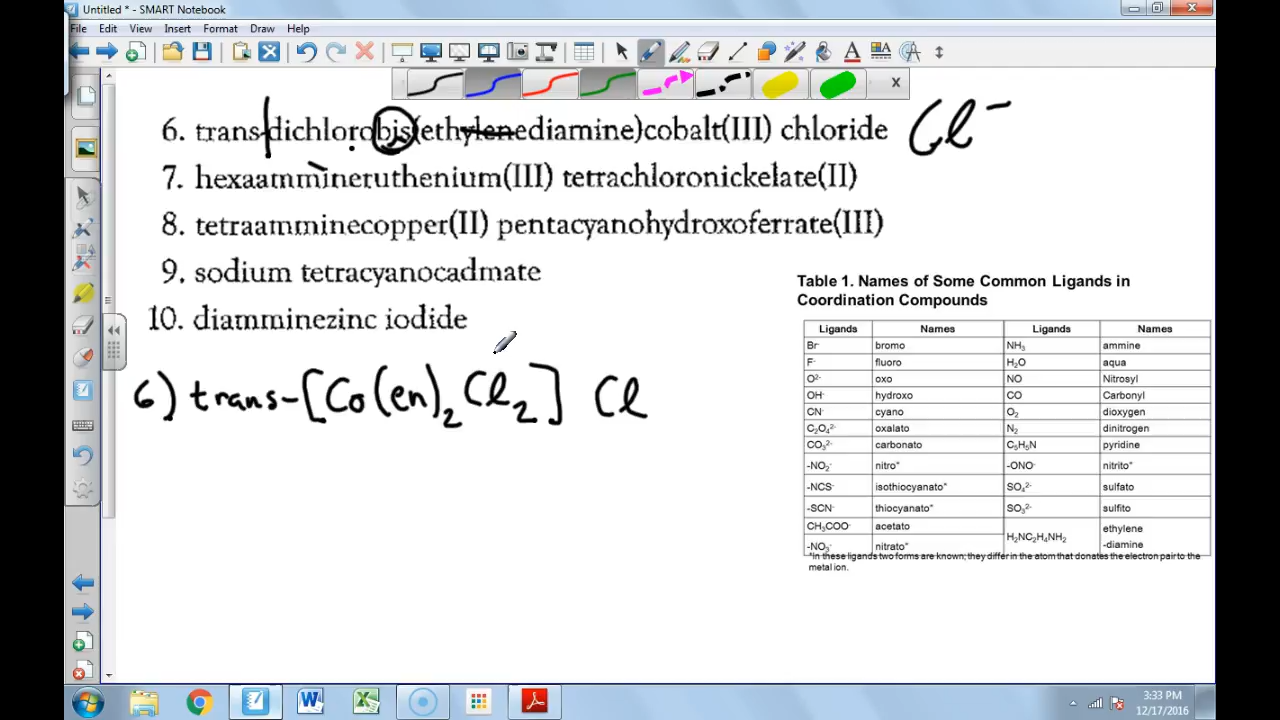 Untitled * - SMART Notebook
File Edit View Insert Format Draw Help
X
6. trans-dichlorobis(ethylenediamine)cobalt(III) chloride Cl⁻
7. hexaammineruthenium(III) tetrachloronickelate(II)
8. tetraamminecopper(II) pentacyanohydroxoferrate(III)
9. sodium tetracyanocadmate
10. diamminezinc iodide
6) trans-[Co(en)₂Cl₂] Cl
Table 1. Names of Some Common Ligands in
Coordination Compounds
Ligands Names Ligands Names
Br⁻ bromo NH₃ ammine
F⁻ fluoro H₂O aqua
O²⁻ oxo NO Nitrosyl
OH⁻ hydroxo CO Carbonyl
CN⁻ cyano O₂ dioxygen
C₂O₄²⁻ oxalato N₂ dinitrogen
CO₃²⁻ carbonato C₅H₅N pyridine
-NO₂⁻ nitro* -ONO⁻ nitrito*
-NCS⁻ isothiocyanato* SO₄²⁻ sulfato
-SCN⁻ thiocyanato* SO₃²⁻ sulfito
CH₃COO⁻ acetato H₂NC₂H₄NH₂ ethylene
-NO₃⁻ nitrato* -diamine
*In these ligands two forms are known; they differ in the atom that donates the electron pair to the
metal ion.
3:33 PM
12/17/2016